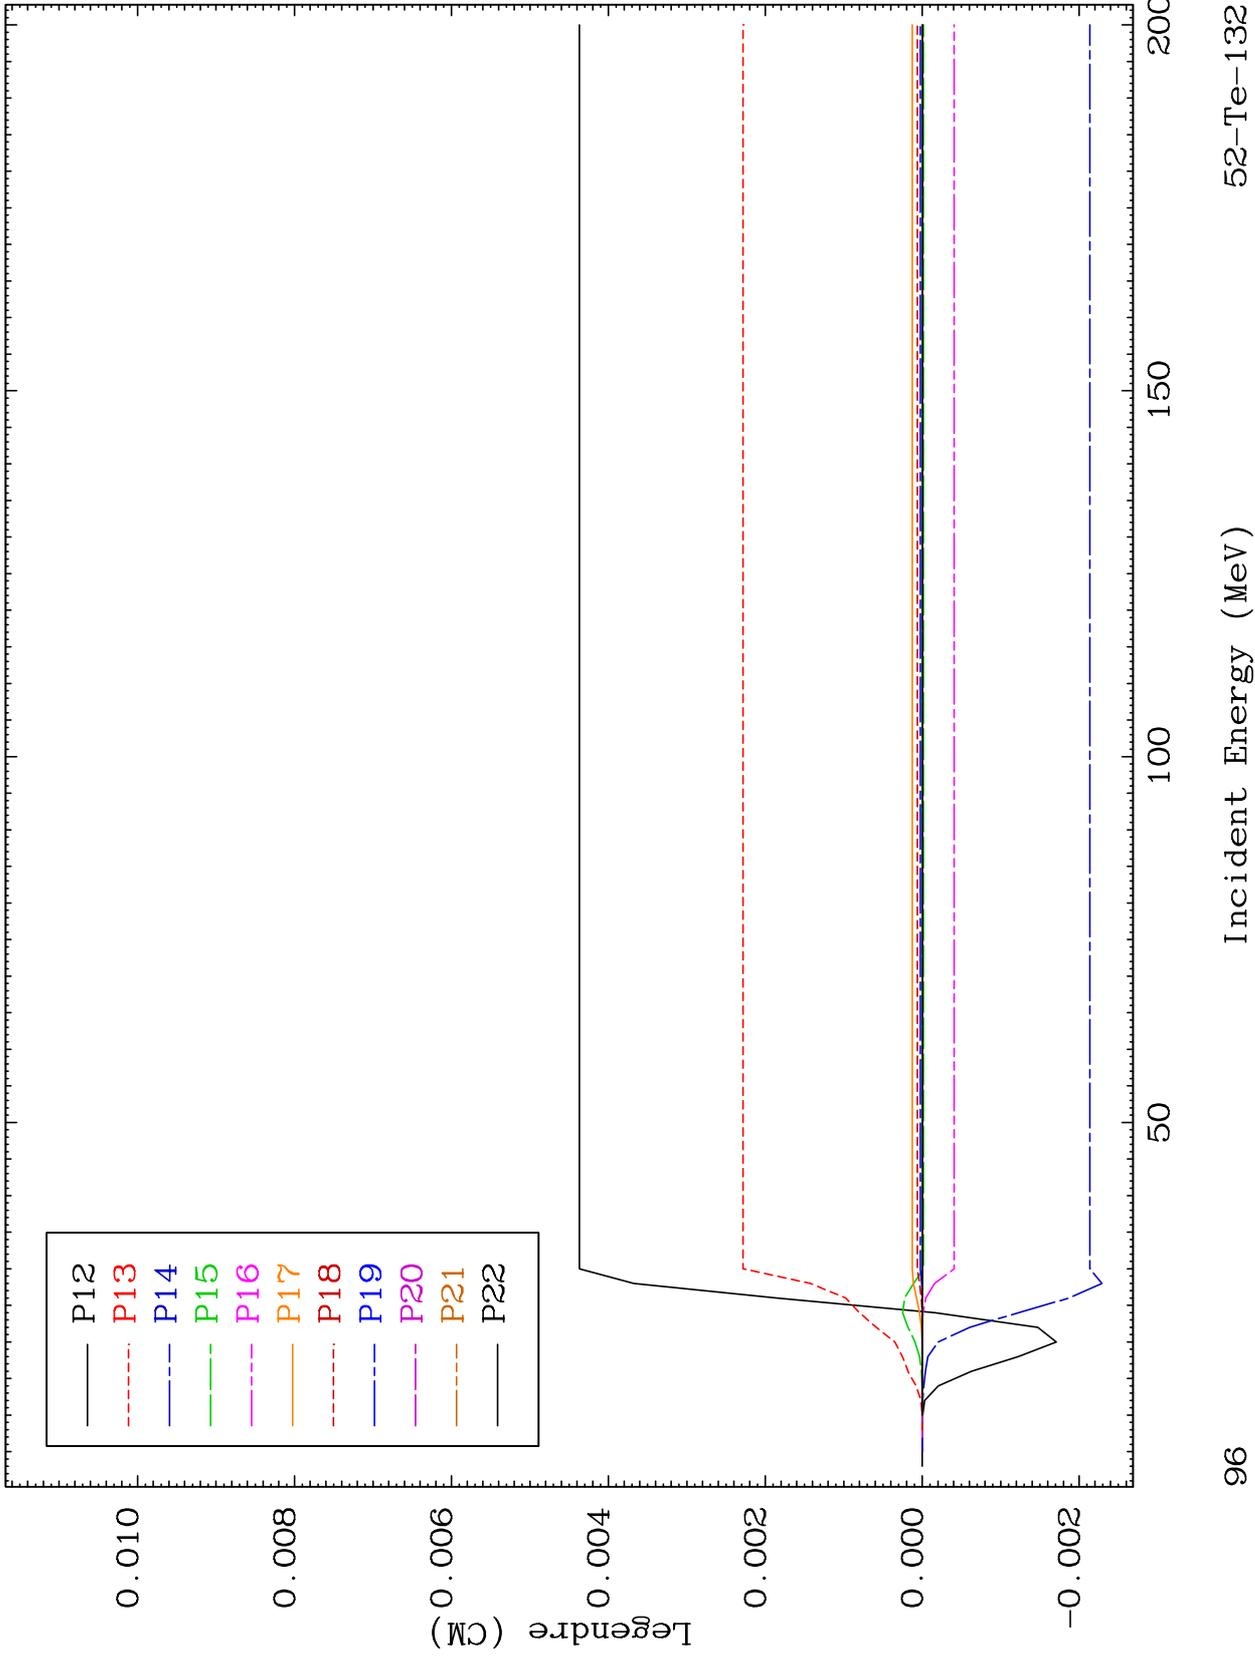 P12
P13
P14
P15
P16
P17
P18
P19
P20
P21
P22
0.010
0.008
0.006
0.004
0.002
0.000
-0.002
Legendre (CM)
50
100
150
200
Incident Energy (MeV)
96
52-Te-132